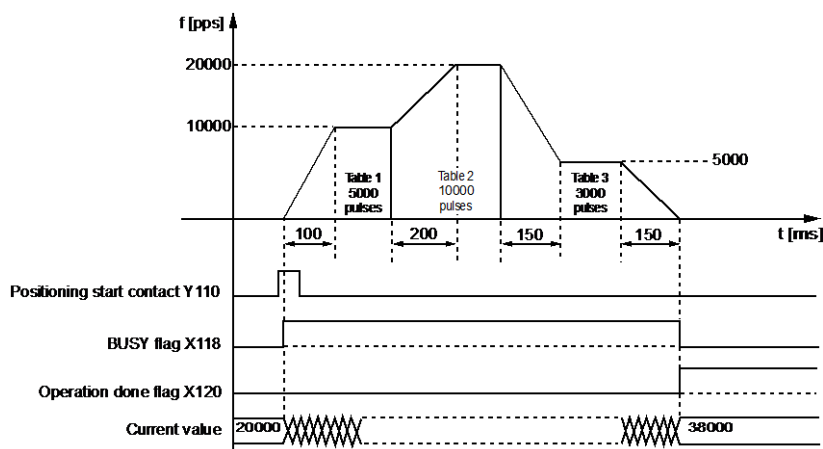 f [pps]
20000
10000
5000
Table 1
5000
pulses
Table 2
10000
pulses
Table 3
3000
pulses
t [ms]
100
200
150
150
Positioning start contact Y110
BUSY flag X118
Operation done flag X120
Current value
20000
38000